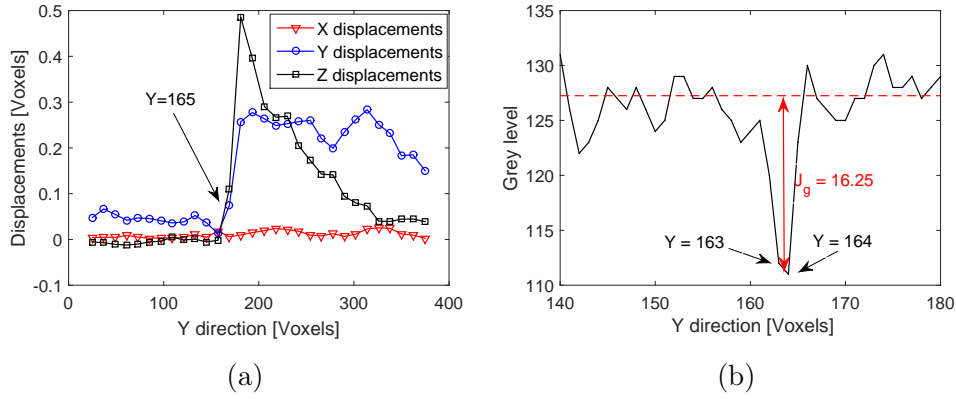 0.5
0.4
0.3
0.2
0.1
0
-0.1
Displacements [Voxels]
X displacements
Y displacements
Z displacements
Y=165
0
100
200
300
400
Y direction [Voxels]
(a)
135
130
125
120
115
110
Grey level
J_g = 16.25
Y = 163
Y = 164
140
150
160
170
180
Y direction [Voxels]
(b)